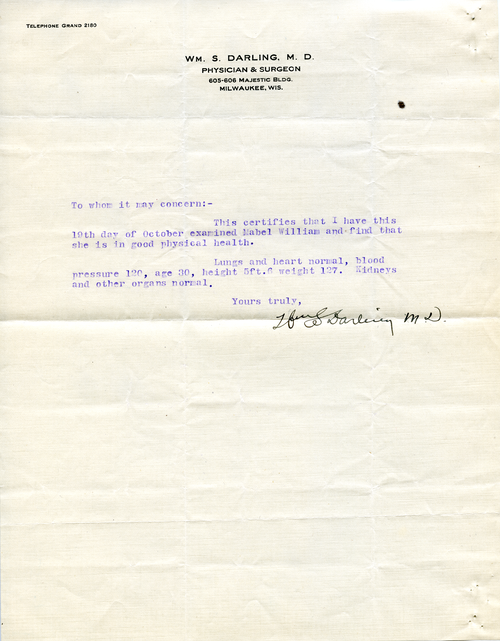 TELEPHONE GRAND 2180
WM. S. DARLING, M. D.
PHYSICIAN & SURGEON
605-606 MAJESTIC BLDG.
MILWAUKEE, WIS.
To whom it may concern:-
This certifies that I have this
19th day of October examined Mabel William and find that
she is in good physical health.
Lungs and heart normal, blood
pressure 120, age 30, height 5ft.6 weight 127. Kidneys
and other organs normal.
Yours truly,
Wm S Darling M D.